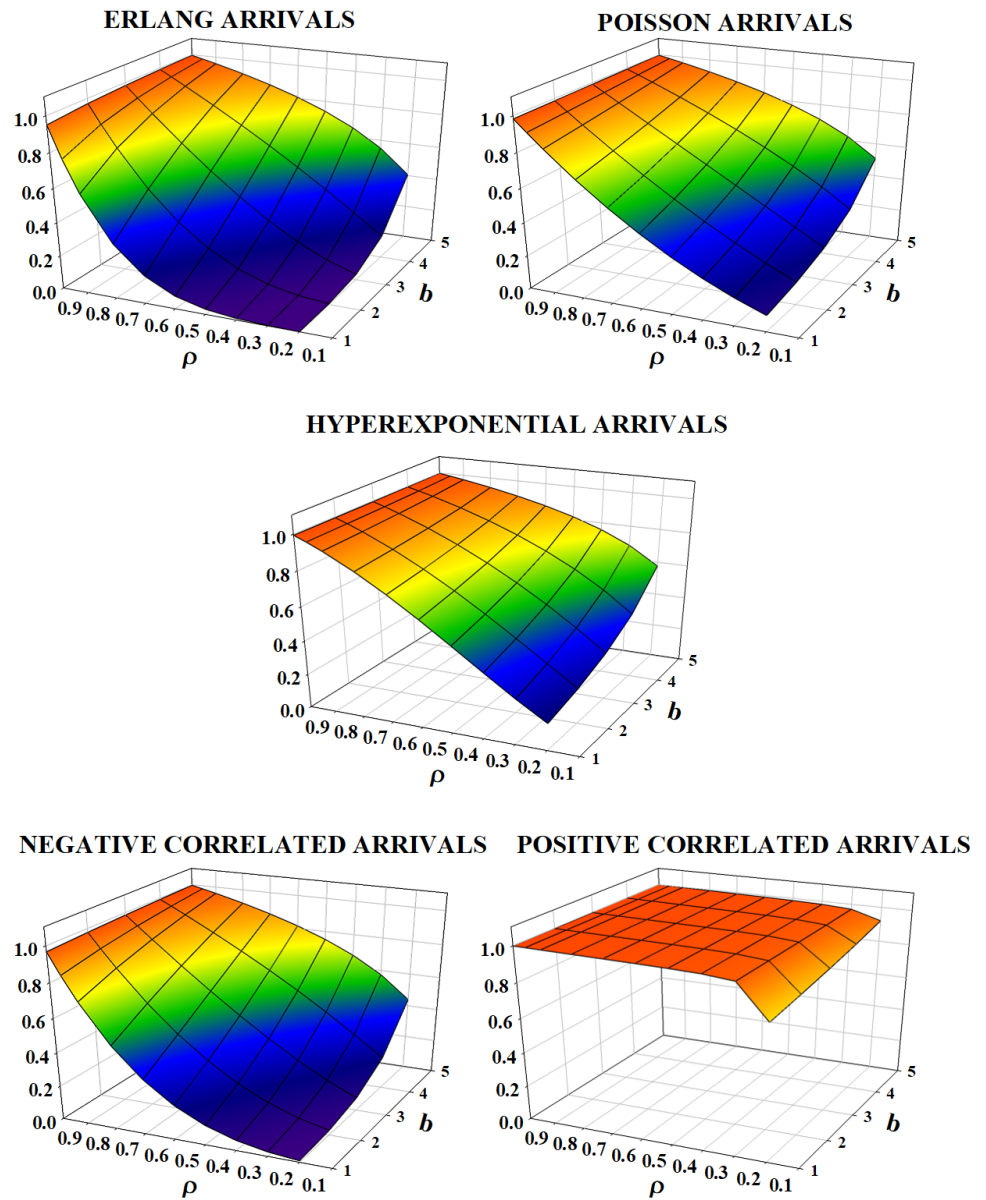 ERLANG ARRIVALS
1.0
0.8
0.6
0.4
0.2
0.0
0.9 0.8 0.7 0.6 0.5 0.4 0.3 0.2 0.1
ρ
1
2
3
4
5
b
POISSON ARRIVALS
1.0
0.8
0.6
0.4
0.2
0.0
0.9 0.8 0.7 0.6 0.5 0.4 0.3 0.2 0.1
ρ
1
2
3
4
5
b
HYPEREXPONENTIAL ARRIVALS
1.0
0.8
0.6
0.4
0.2
0.0
0.9 0.8 0.7 0.6 0.5 0.4 0.3 0.2 0.1
ρ
1
2
3
4
5
b
NEGATIVE CORRELATED ARRIVALS
1.0
0.8
0.6
0.4
0.2
0.0
0.9 0.8 0.7 0.6 0.5 0.4 0.3 0.2 0.1
ρ
1
2
3
4
5
b
POSITIVE CORRELATED ARRIVALS
1.0
0.8
0.6
0.4
0.2
0.0
0.9 0.8 0.7 0.6 0.5 0.4 0.3 0.2 0.1
ρ
1
2
3
4
5
b